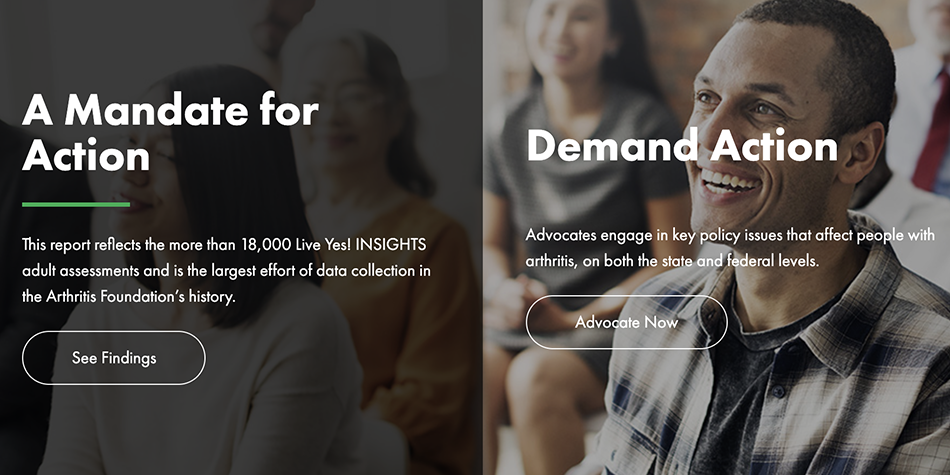 A Mandate for
Action
This report reflects the more than 18,000 Live Yes! INSIGHTS
adult assessments and is the largest effort of data collection in
the Arthritis Foundation's history.
See Findings
Demand Action
Advocates engage in key policy issues that affect people with
arthritis, on both the state and federal levels.
Advocate Now